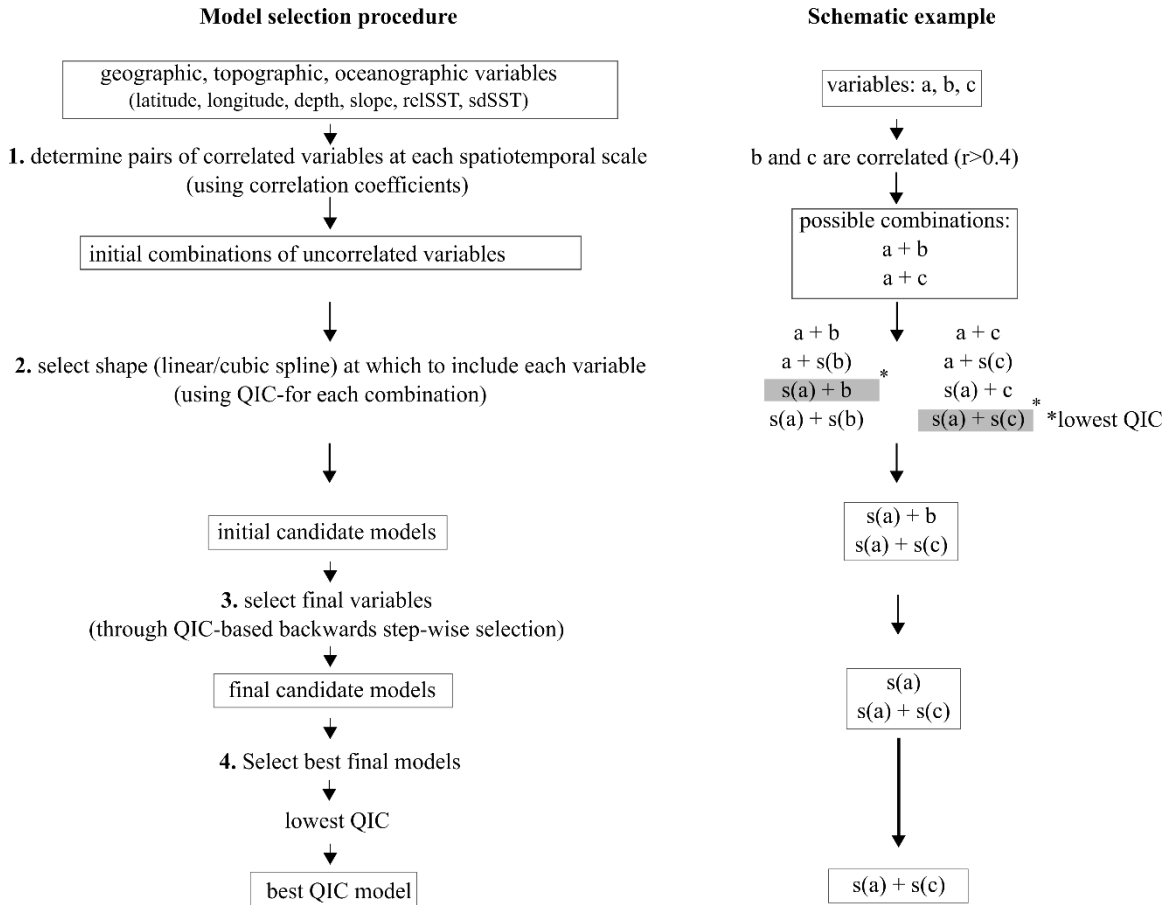 Model selection procedure
geographic, topographic, oceanographic variables
(latitude, longitude, depth, slope, relSST, sdSST)
1. determine pairs of correlated variables at each spatiotemporal scale
(using correlation coefficients)
initial combinations of uncorrelated variables
2. select shape (linear/cubic spline) at which to include each variable
(using QIC-for each combination)
initial candidate models
3. select final variables
(through QIC-based backwards step-wise selection)
final candidate models
4. Select best final models
lowest QIC
best QIC model
Schematic example
variables: a, b, c
b and c are correlated (r>0.4)
possible combinations:
a + b
a + c
a + b
a + s(b)
s(a) + b *
s(a) + s(b)
a + c
a + s(c)
s(a) + c
s(a) + s(c) *
*lowest QIC
s(a) + b
s(a) + s(c)
s(a)
s(a) + s(c)
s(a) + s(c)